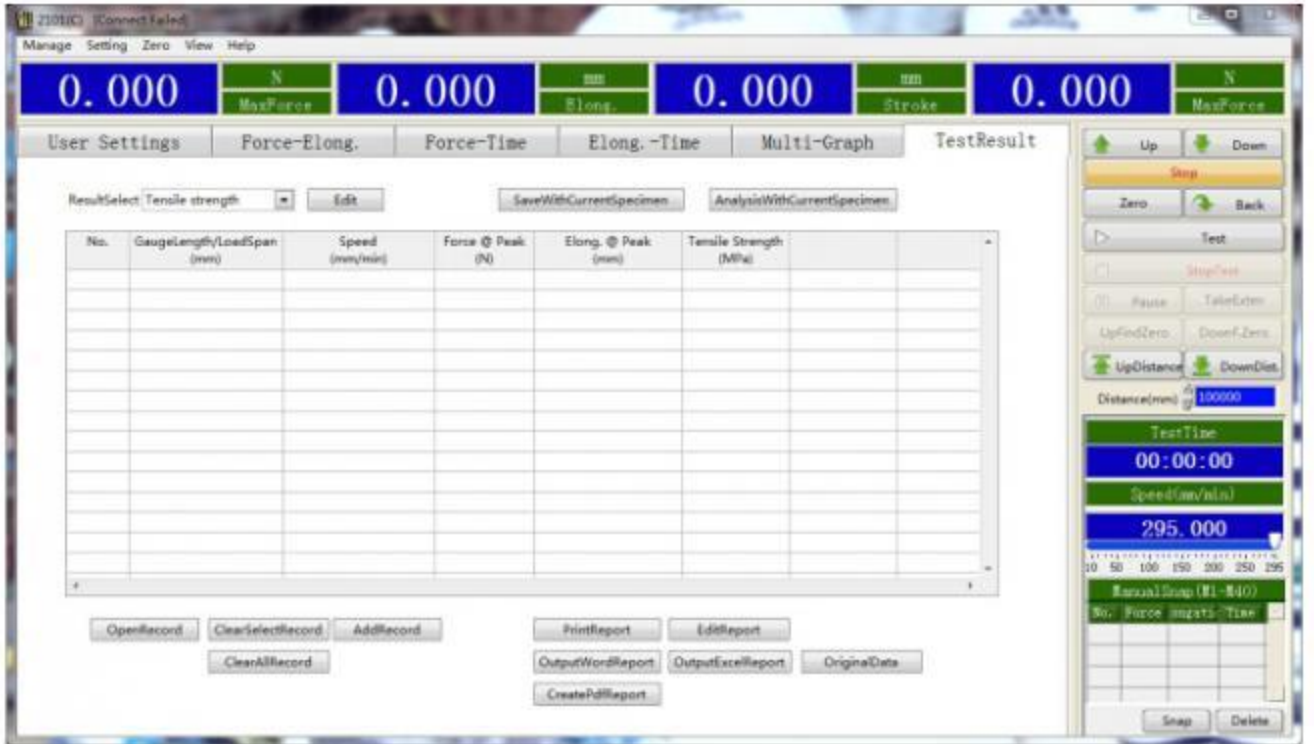 2101(C) [Connect Failed]
Manage Setting Zero View Help
0.000 N MaxForce 0.000 mm Elong. 0.000 mm Stroke 0.000 N MaxForce
User Settings Force-Elong. Force-Time Elong.-Time Multi-Graph TestResult
Up Down
Stop
Zero Back
Test
StopTest
Pause TakeExten
UpFindZero DownF.Zero
UpDistance DownDist.
Distance(mm) 100000
TestTime
00:00:00
Speed(mm/min)
295.000
10 50 100 150 200 250 295
ManualSnap(M1-M40)
No. Force ongati Time
Snap Delete
ResultSelect Tensile strength Edit SaveWithCurrentSpecimen AnalysisWithCurrentSpecimen
No. GaugeLength/LoadSpan (mm) Speed (mm/min) Force @ Peak (N) Elong. @ Peak (mm) Tensile Strength (MPa)
OpenRecord ClearSelectRecord AddRecord PrintReport EditReport
ClearAllRecord OutputWordReport OutputExcelReport OriginalData
CreatePdfReport